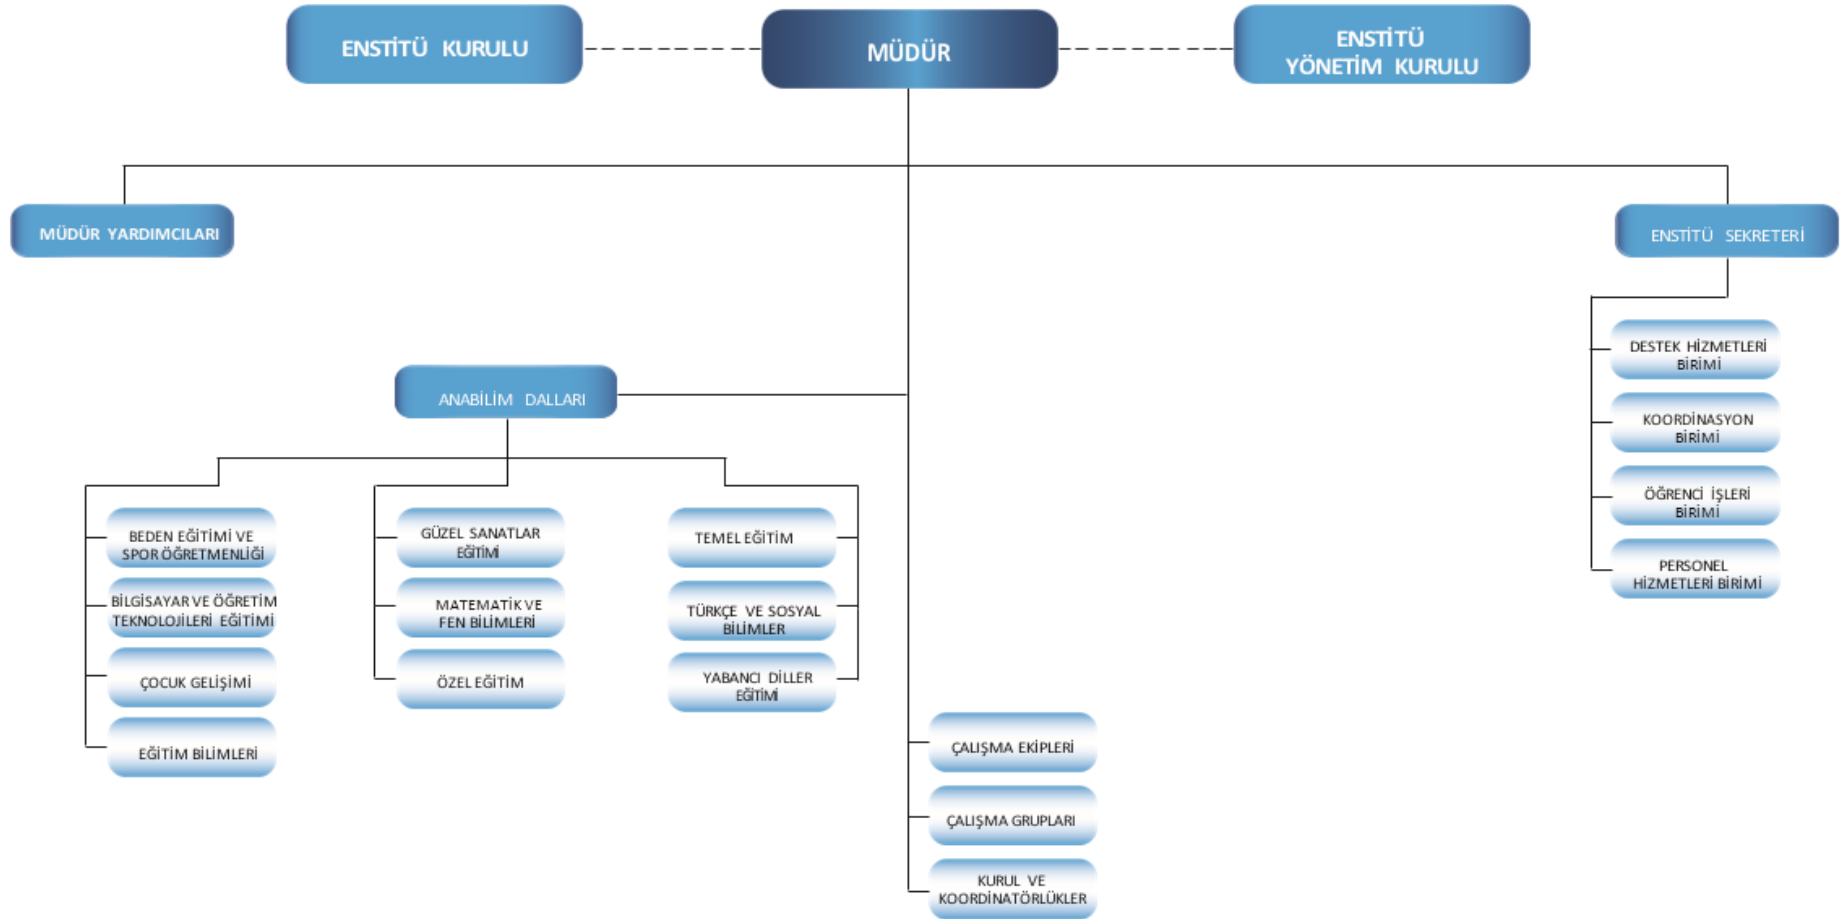 ENSTİTÜ KURULU
MÜDÜR
ENSTİTÜ
YÖNETİM KURULU
MÜDÜR YARDIMCILARI
ENSTİTÜ SEKRETERİ
DESTEK HİZMETLERİ
BİRİMİ
KOORDİNASYON
BİRİMİ
ÖĞRENCİ İŞLERİ
BİRİMİ
PERSONEL
HİZMETLERİ BİRİMİ
ANABİLİM DALLARI
BEDEN EĞİTİMİ VE
SPOR ÖĞRETMENLİĞİ
BİLGİSAYAR VE ÖĞRETİM
TEKNOLOJİLERİ EĞİTİMİ
ÇOCUK GELİŞİMİ
EĞİTİM BİLİMLERİ
GÜZEL SANATLAR
EĞİTİMİ
MATEMATİK VE
FEN BİLİMLERİ
ÖZEL EĞİTİM
TEMEL EĞİTİM
TÜRKÇE VE SOSYAL
BİLİMLER
YABANCI DİLLER
EĞİTİMİ
ÇALIŞMA EKİPLERİ
ÇALIŞMA GRUPLARI
KURUL VE
KOORDİNATÖRLÜKLER